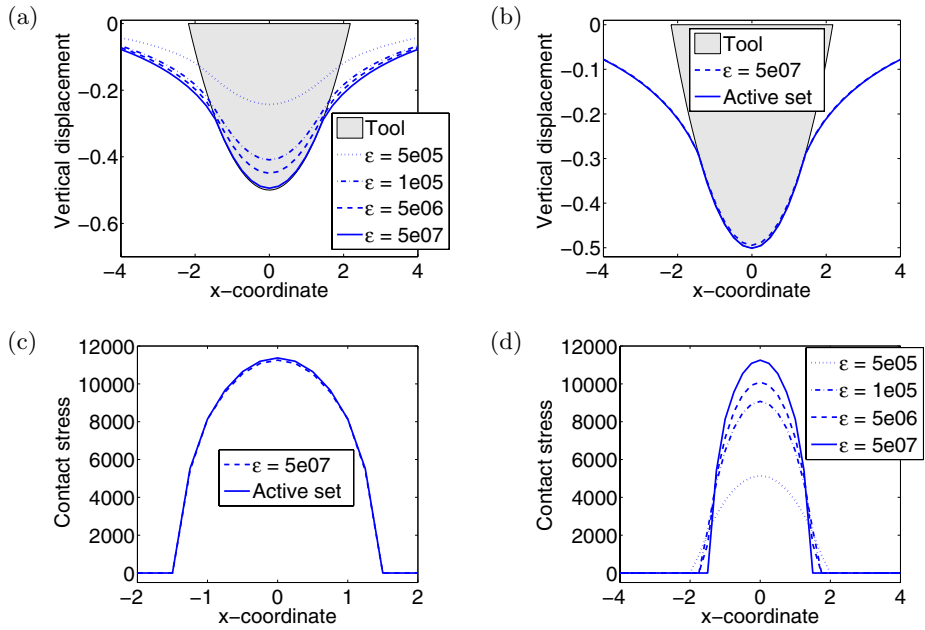 (a)
0
−0.2
−0.4
−0.6
Vertical displacement
−4
−2
0
2
4
x−coordinate
Tool
ε = 5e05
ε = 1e05
ε = 5e06
ε = 5e07
(b)
0
−0.1
−0.2
−0.3
−0.4
−0.5
Vertical displacement
−4
−2
0
2
4
x−coordinate
Tool
ε = 5e07
Active set
(c)
12000
10000
8000
6000
4000
2000
0
Contact stress
−2
−1
0
1
2
x−coordinate
ε = 5e07
Active set
(d)
12000
10000
8000
6000
4000
2000
0
Contact stress
−4
−2
0
2
4
x−coordinate
ε = 5e05
ε = 1e05
ε = 5e06
ε = 5e07